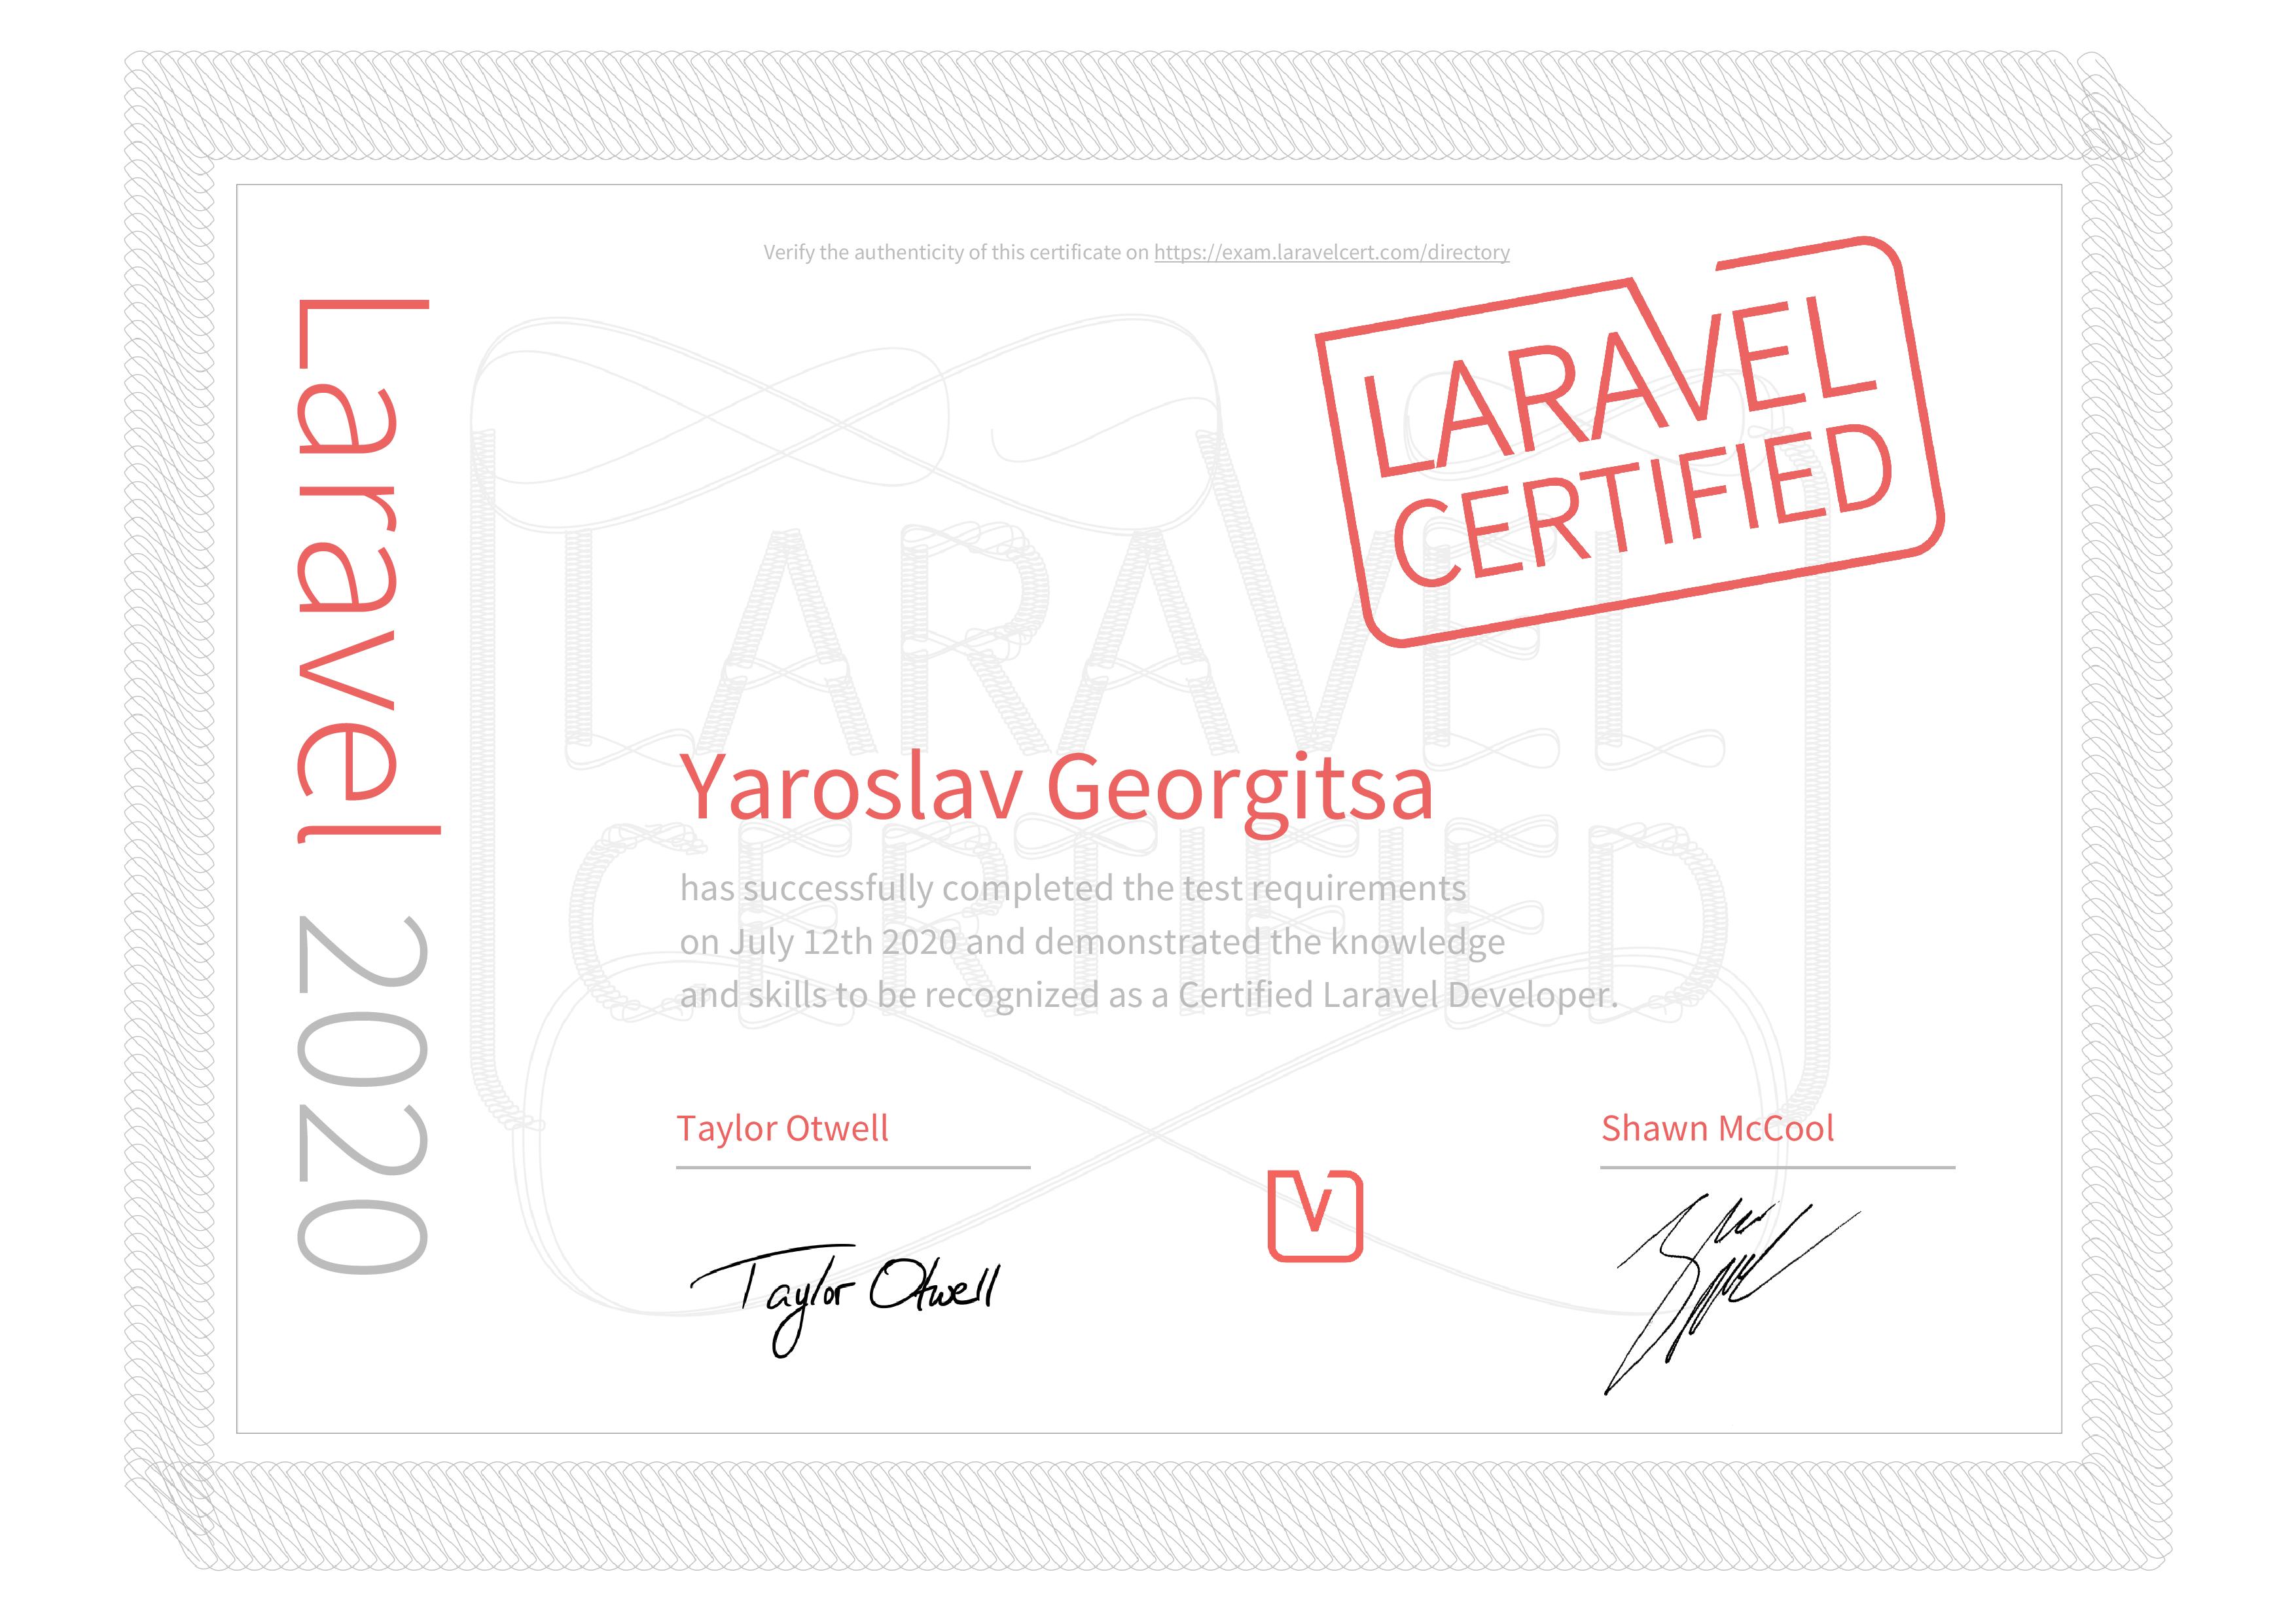 Verify the authenticity of this certificate on https://exam.laravelcert.com/directory
Laravel 2020
LARAVEL
CERTIFIED
LARAVEL
CERTIFIED
Yaroslav Georgitsa
has successfully completed the test requirements
on July 12th 2020 and demonstrated the knowledge
and skills to be recognized as a Certified Laravel Developer.
Taylor Otwell
Shawn McCool
V
Taylor Otwell